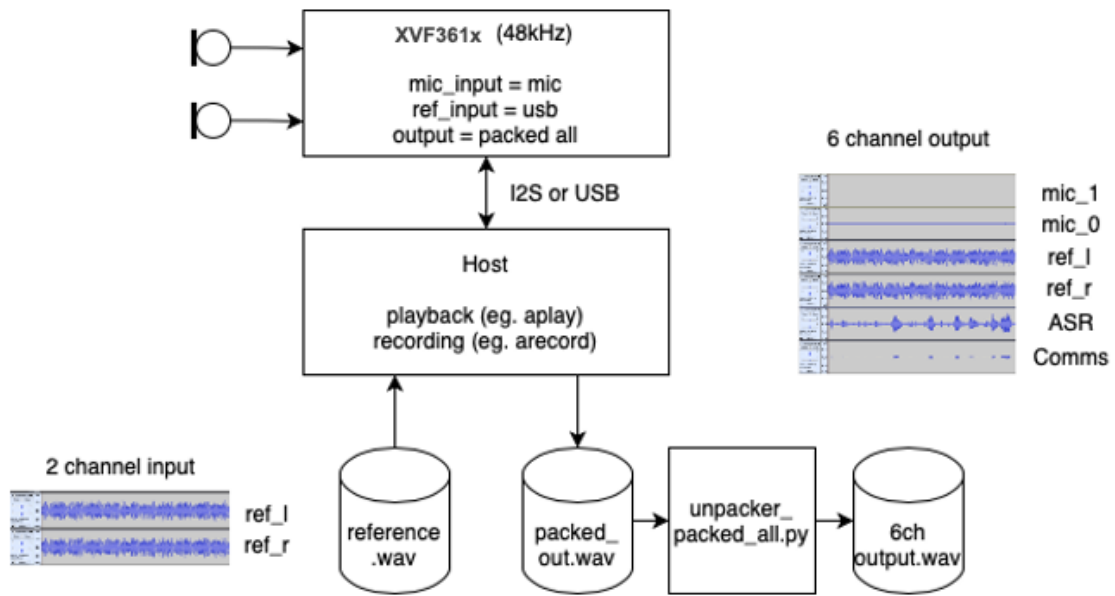 XVF361x (48kHz)
mic_input = mic
ref_input = usb
output = packed all
6 channel output
I2S or USB
mic_1
mic_0
ref_l
ref_r
ASR
Comms
Host
playback (eg. aplay)
recording (eg. arecord)
2 channel input
ref_l
ref_r
reference
.wav
packed_
out.wav
unpacker_
packed_all.py
6ch
output.wav